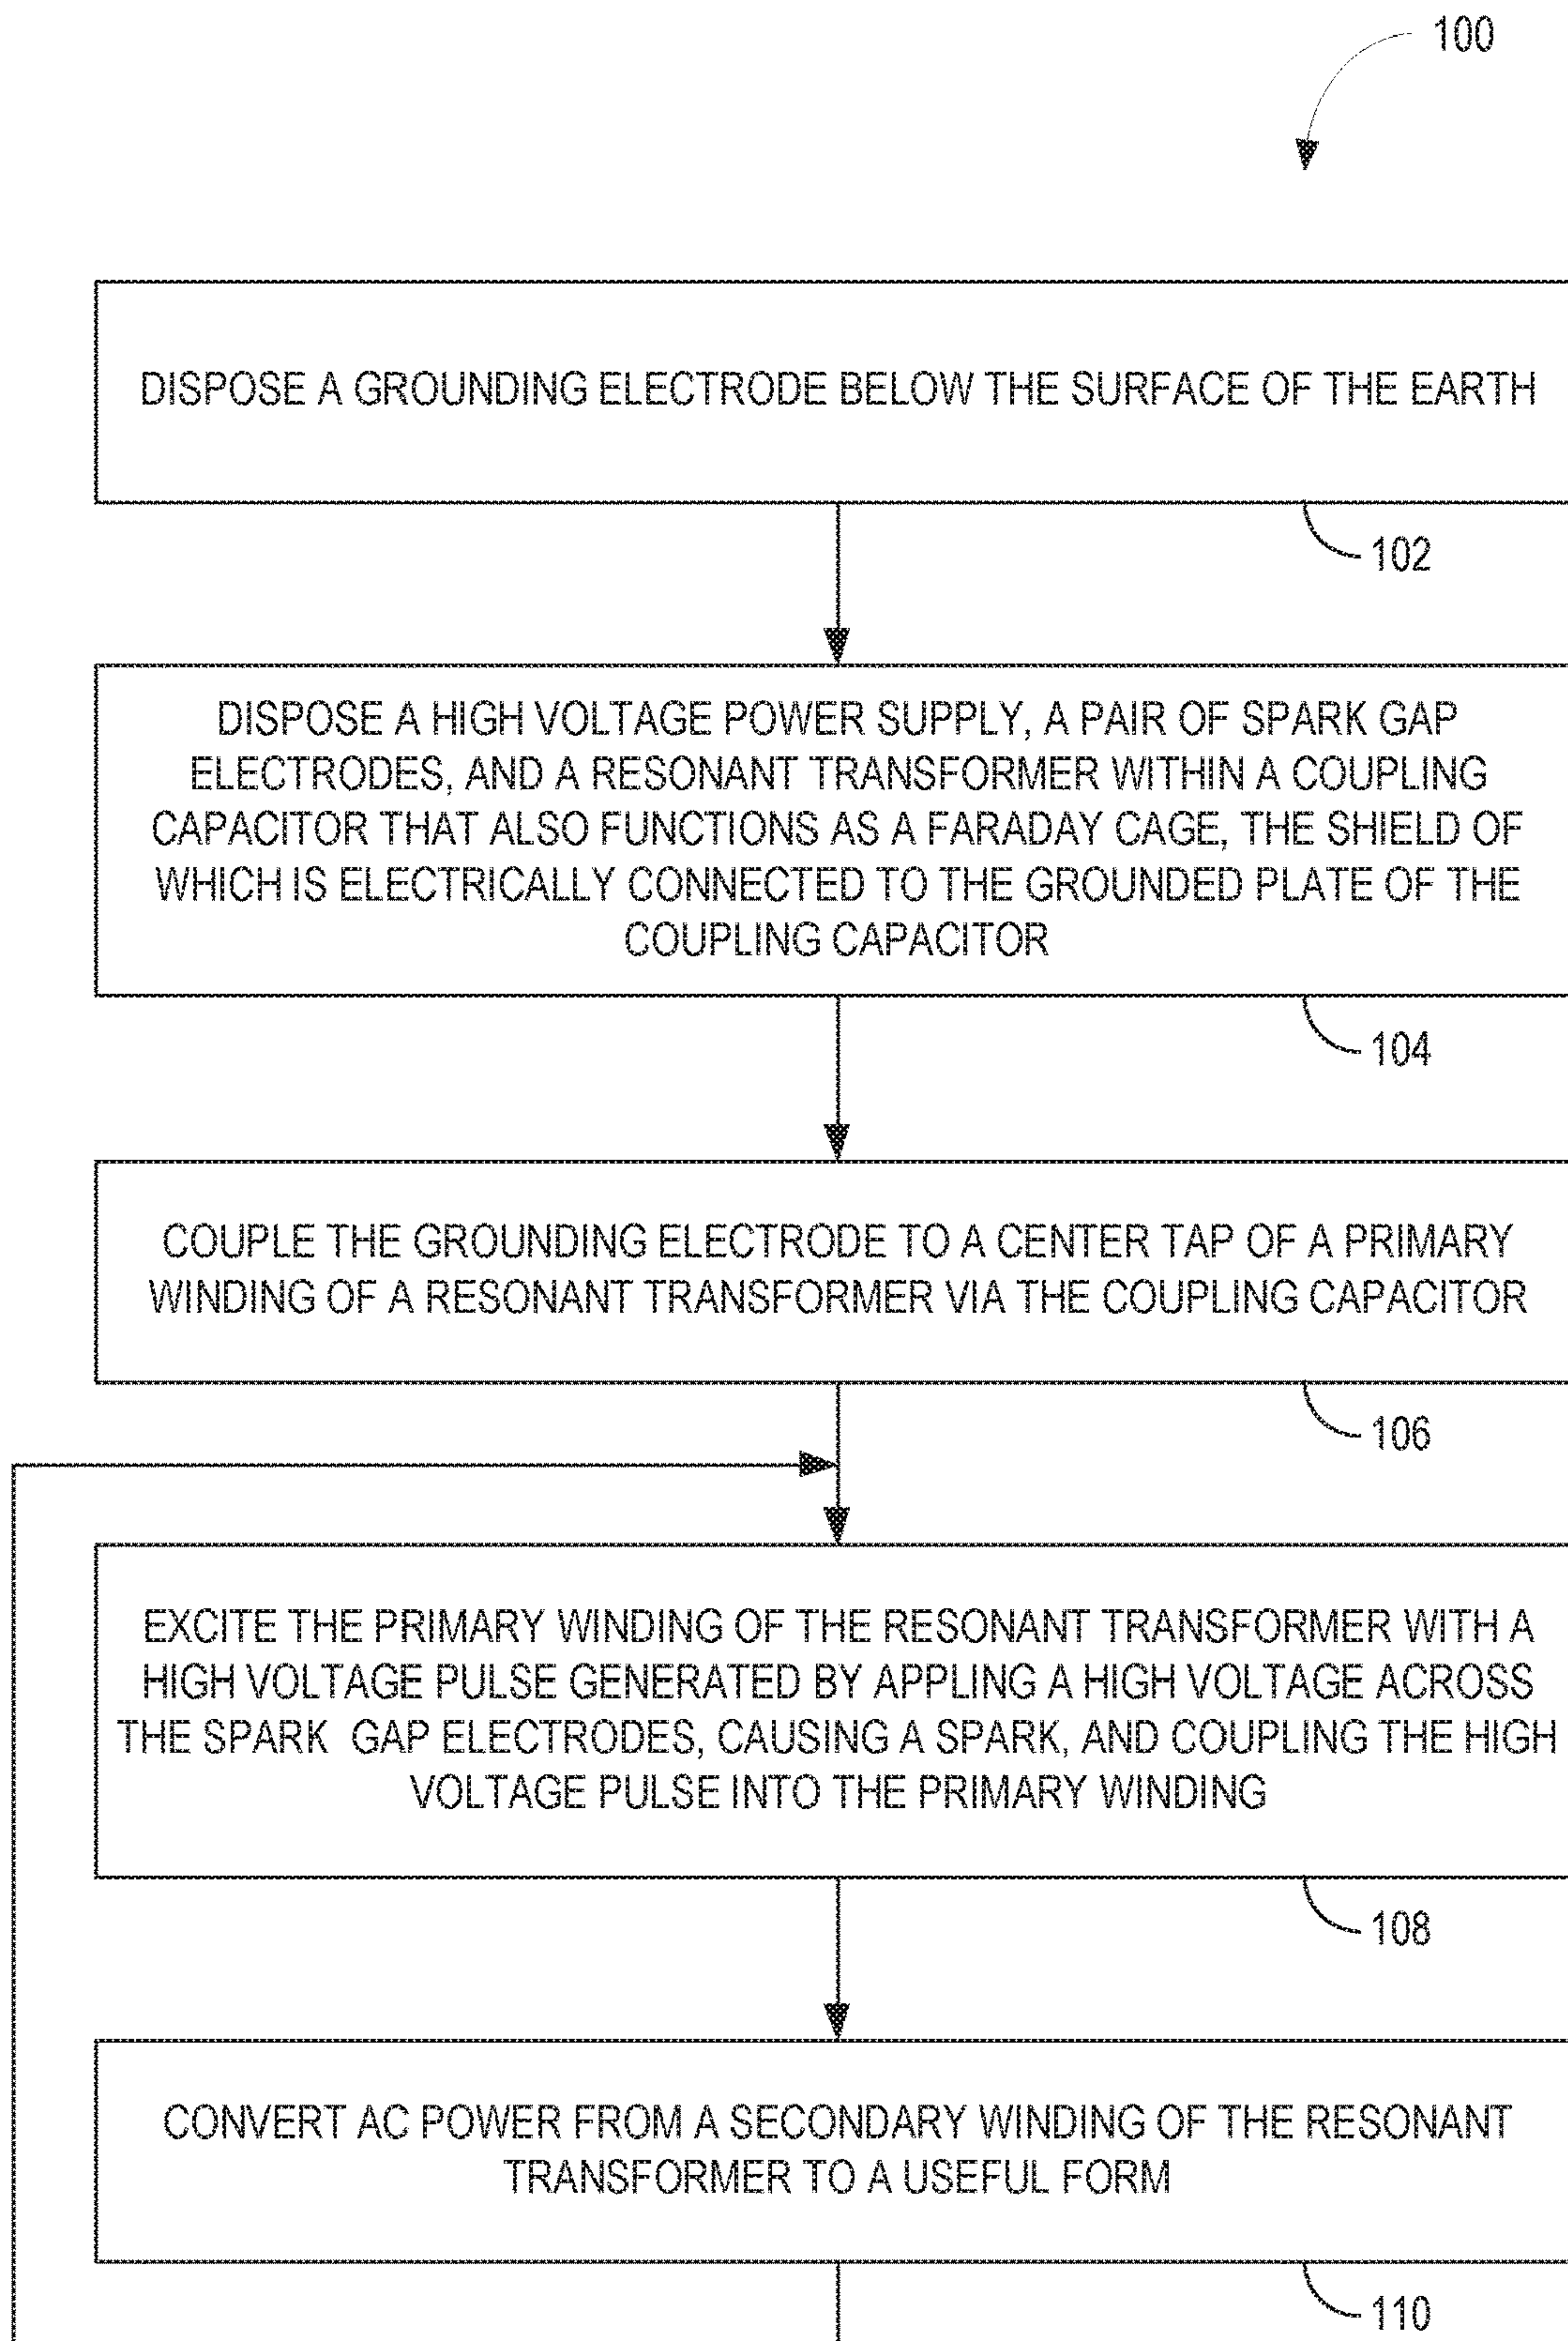 100
DISPOSE A GROUNDING ELECTRODE BELOW THE SURFACE OF THE EARTH
102
DISPOSE A HIGH VOLTAGE POWER SUPPLY, A PAIR OF SPARK GAP
ELECTRODES, AND A RESONANT TRANSFORMER WITHIN A COUPLING
CAPACITOR THAT ALSO FUNCTIONS AS A FARADAY CAGE, THE SHIELD OF
WHICH IS ELECTRICALLY CONNECTED TO THE GROUNDED PLATE OF THE
COUPLING CAPACITOR
104
COUPLE THE GROUNDING ELECTRODE TO A CENTER TAP OF A PRIMARY
WINDING OF A RESONANT TRANSFORMER VIA THE COUPLING CAPACITOR
106
EXCITE THE PRIMARY WINDING OF THE RESONANT TRANSFORMER WITH A
HIGH VOLTAGE PULSE GENERATED BY APPLING A HIGH VOLTAGE ACROSS
THE SPARK GAP ELECTRODES, CAUSING A SPARK, AND COUPLING THE HIGH
VOLTAGE PULSE INTO THE PRIMARY WINDING
108
CONVERT AC POWER FROM A SECONDARY WINDING OF THE RESONANT
TRANSFORMER TO A USEFUL FORM
110